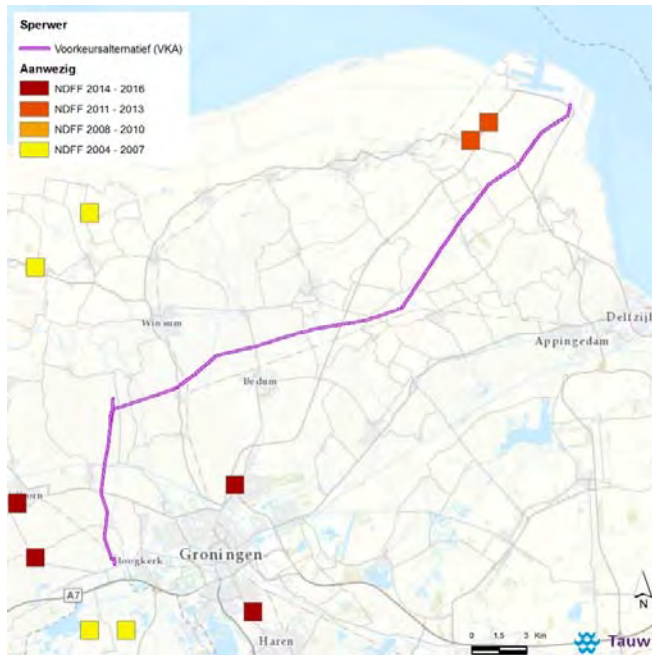 Sperwer
Voorkeursalternatief (VKA)
Aanwezig
NDFF 2014 - 2016
NDFF 2011 - 2013
NDFF 2008 - 2010
NDFF 2004 - 2007
Winsum
Delfzijl
Appingedam
Bedum
Groningen
Hoogkerk
A7
Haren
N
0 1,5 3 Km
Tauw